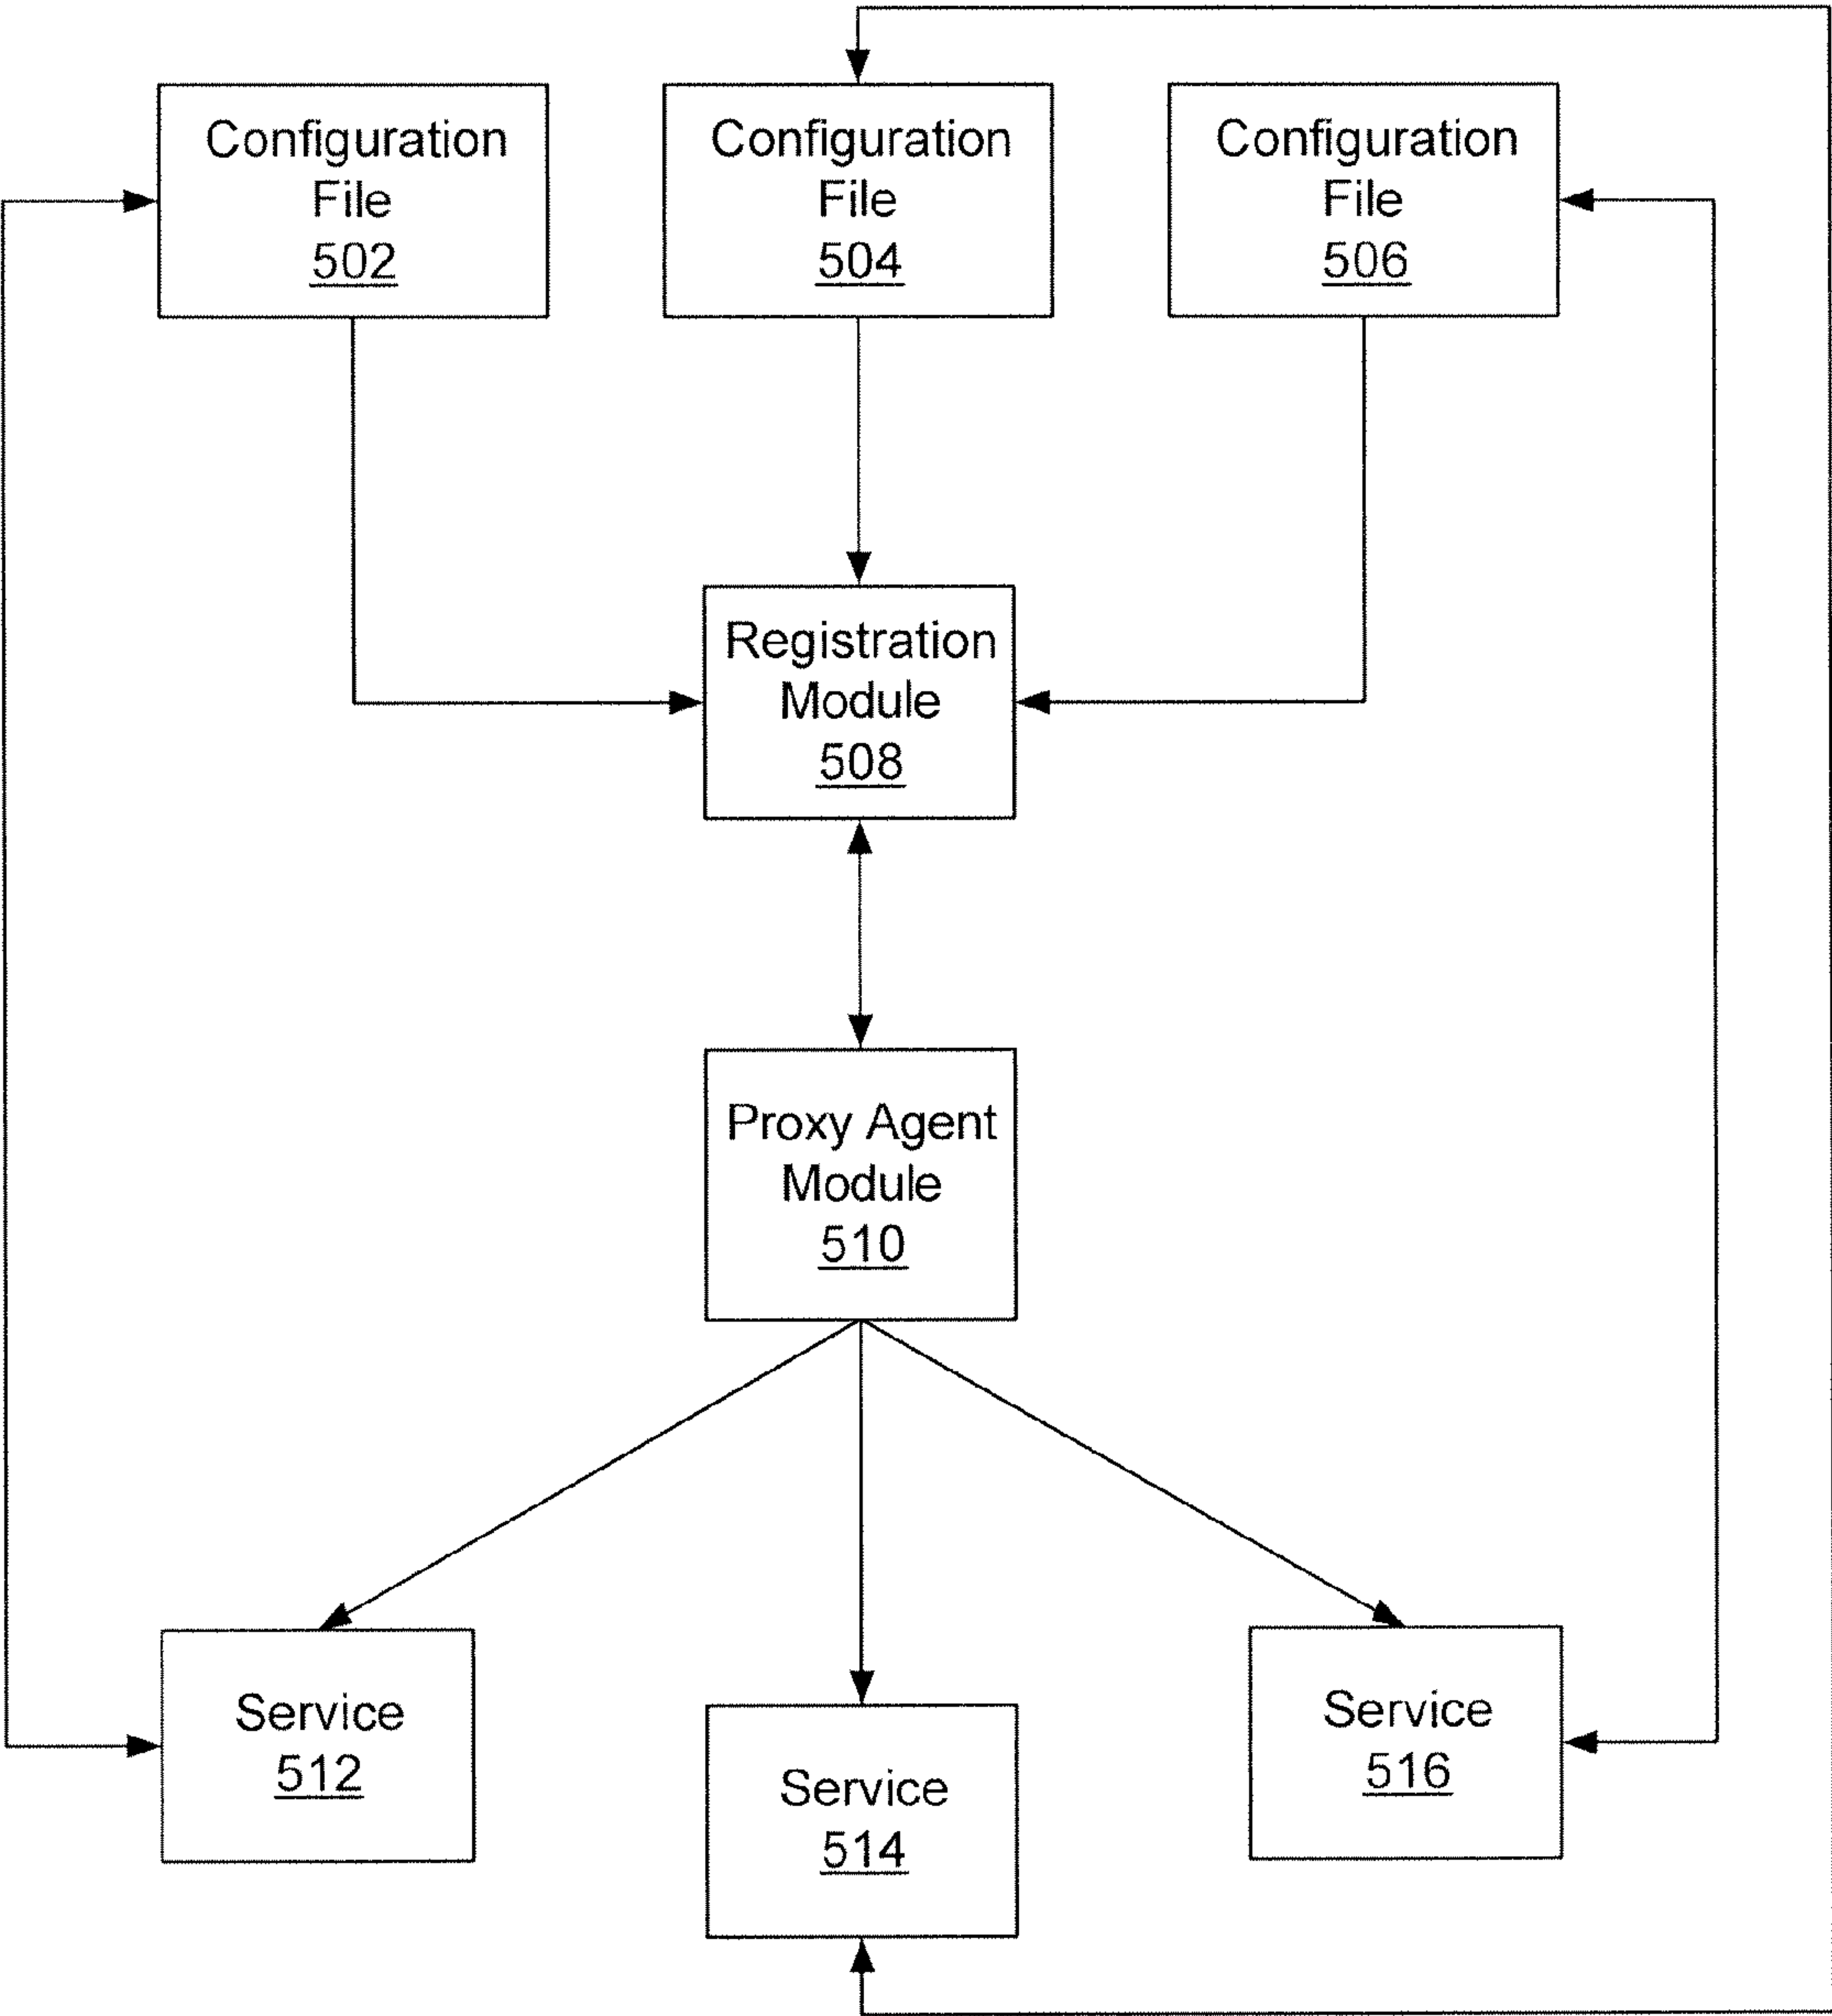 Configuration
File
502
Configuration
File
504
Configuration
File
506
Registration
Module
508
Proxy Agent
Module
510
Service
512
Service
514
Service
516